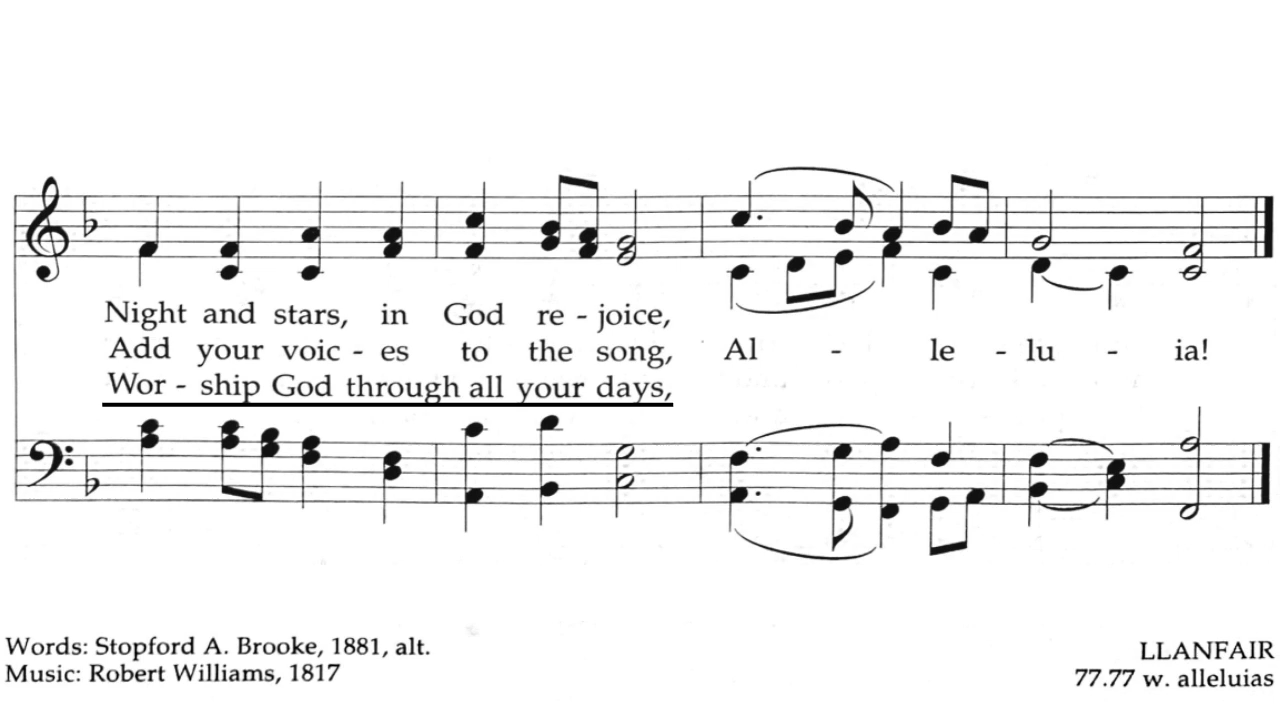 Night and stars, in God re - joice,
Add your voic - es to the song, Al - le - lu - ia!
Wor - ship God through all your days,
Words: Stopford A. Brooke, 1881, alt.
Music: Robert Williams, 1817
LLANFAIR
77.77 w. alleluias